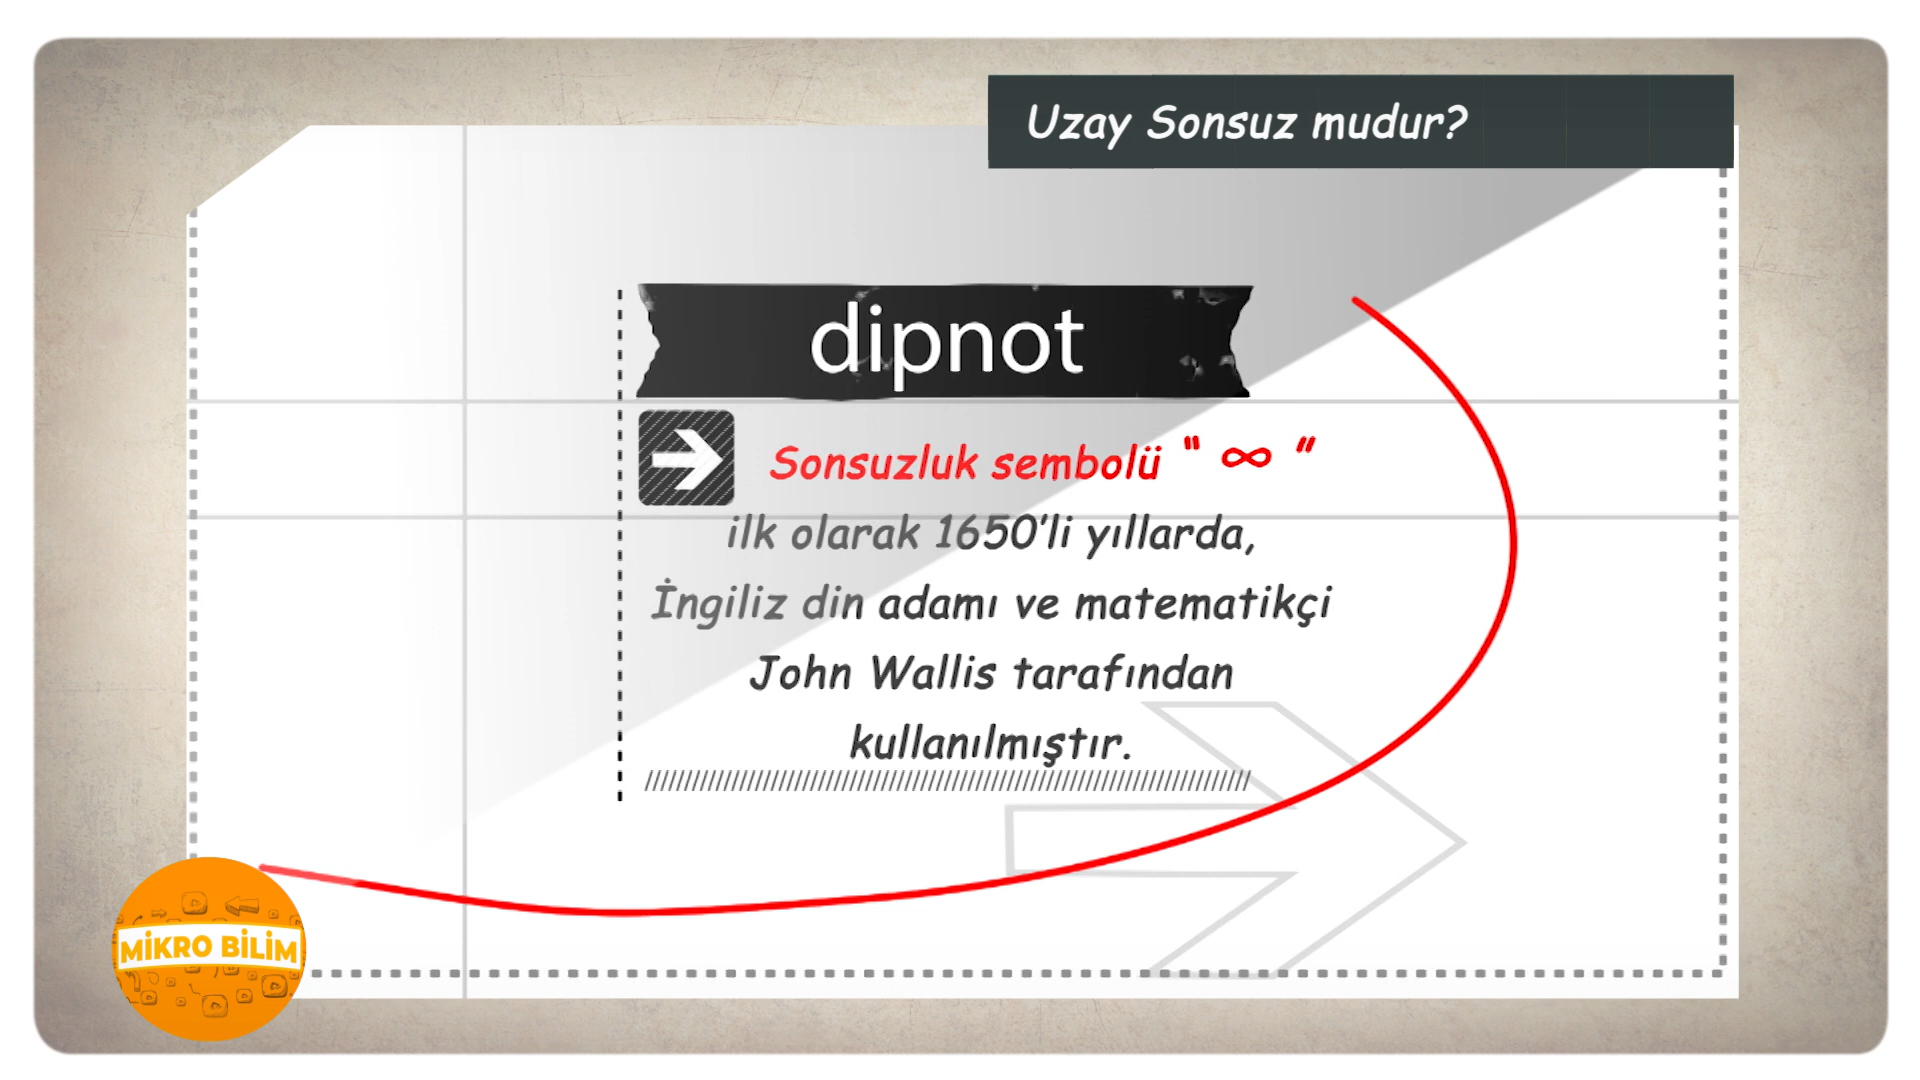 Uzay Sonsuz mudur?
dipnot
Sonsuzluk sembolü “ ∞ ”
ilk olarak 1650'li yıllarda,
İngiliz din adamı ve matematikçi
John Wallis tarafından
kullanılmıştır.
MİKRO BİLİM